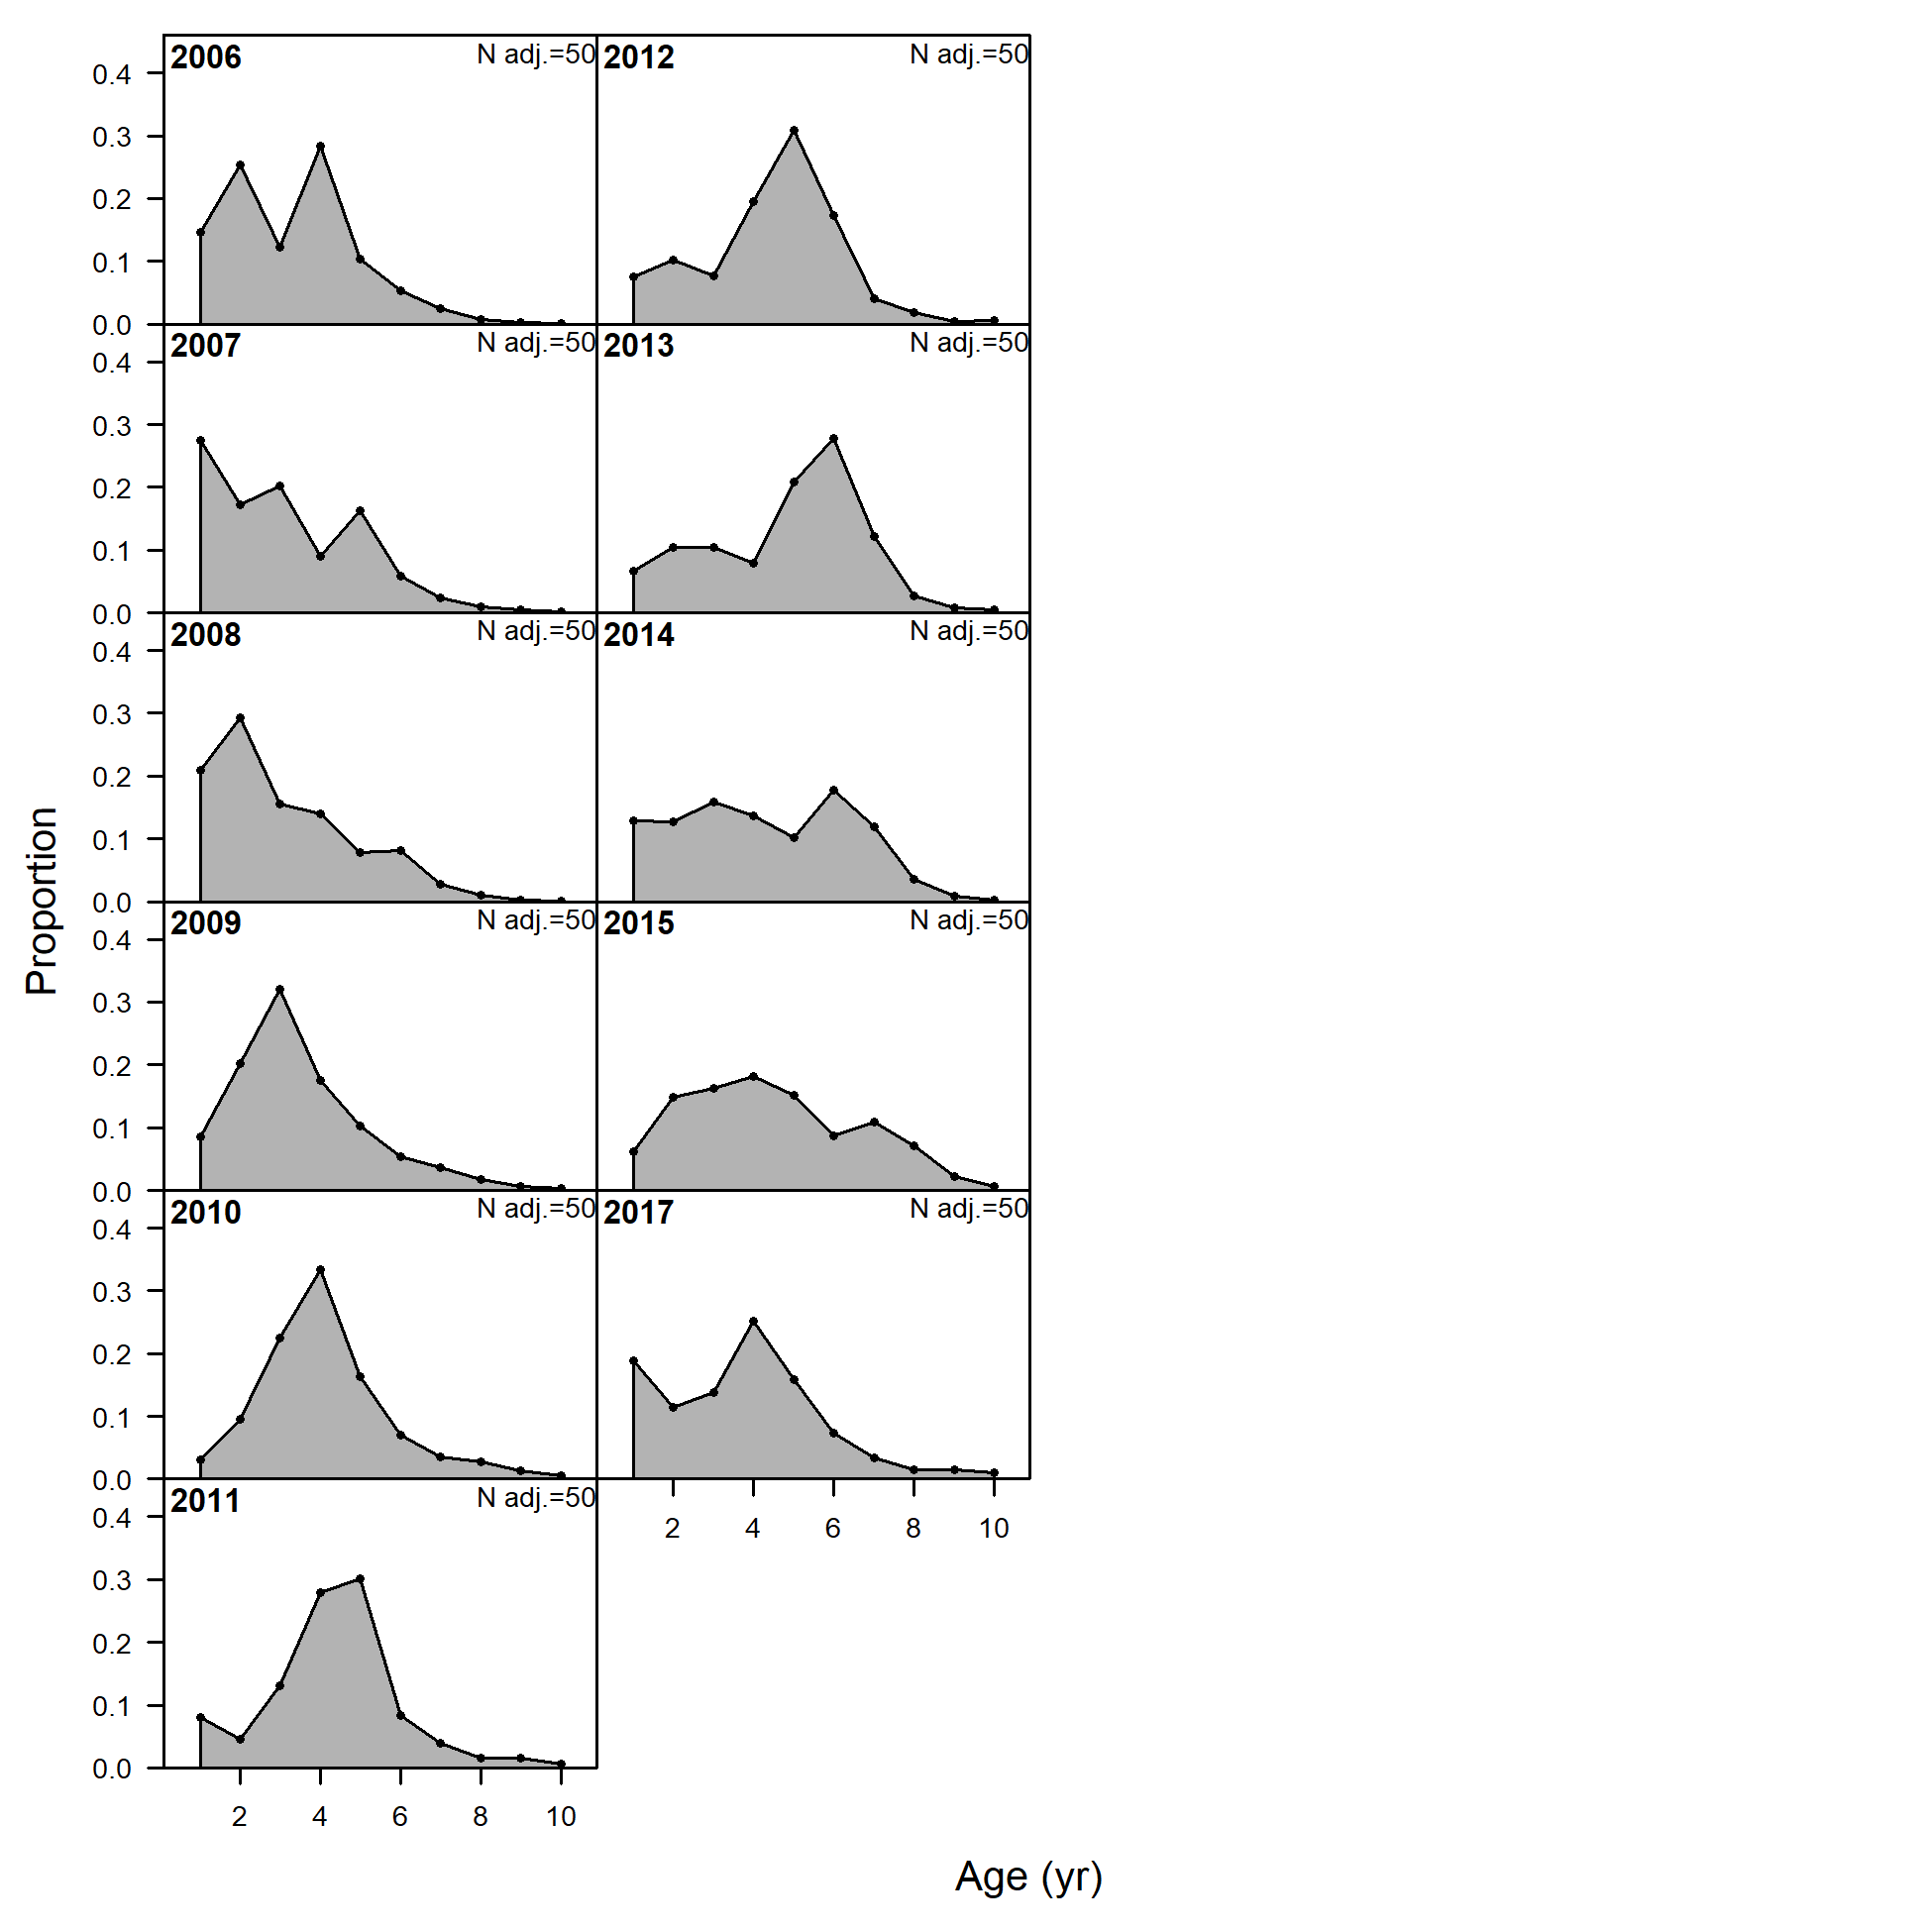 2006 N adj.=50
0.4
0.3
0.2
0.1
0.0
2007 N adj.=50
0.4
0.3
0.2
0.1
0.0
2008 N adj.=50
0.4
0.3
0.2
0.1
0.0
2009 N adj.=50
0.4
0.3
0.2
0.1
0.0
2010 N adj.=50
0.4
0.3
0.2
0.1
0.0
2011 N adj.=50
0.4
0.3
0.2
0.1
0.0
2 4 6 8 10
2012 N adj.=50
2013 N adj.=50
2014 N adj.=50
2015 N adj.=50
2017 N adj.=50
2 4 6 8 10
Proportion
Age (yr)